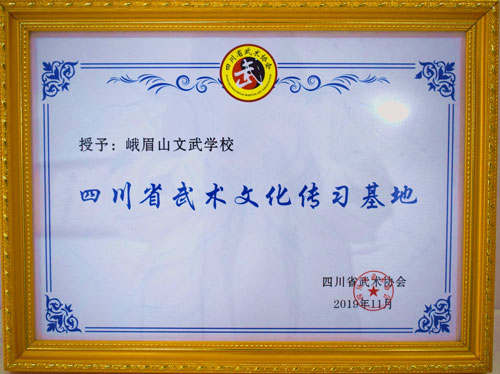 四川省武术协会
武
授予：峨眉山文武学校
四川省武术文化传习基地
四川省武术协会
2019年11月